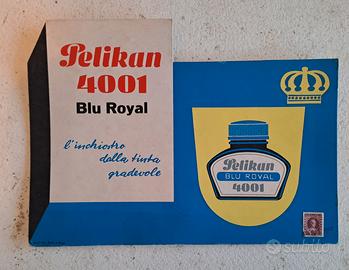 Pelikan
4001
Blu Royal
l'inchiostro
dalla tinta
gradevole
Pelikan
BLU ROYAL
4001
subito